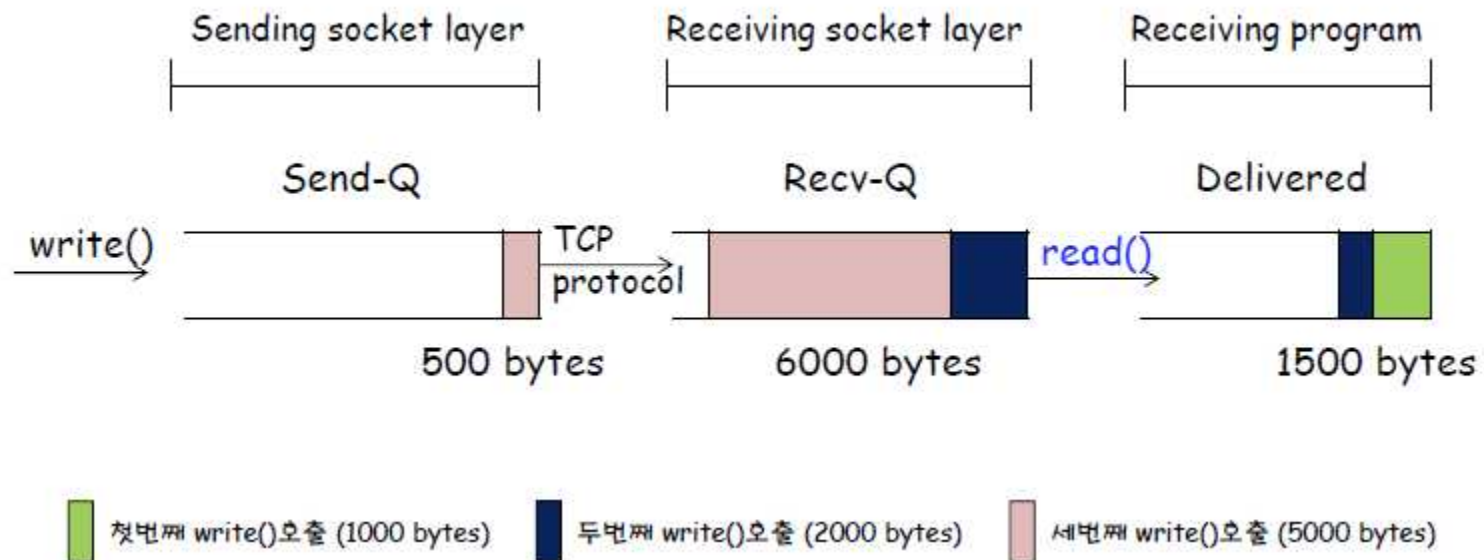 Sending socket layer
Receiving socket layer
Receiving program
Send-Q
Recv-Q
Delivered
write()
TCP
protocol
read()
500 bytes
6000 bytes
1500 bytes
첫번째 write()호출 (1000 bytes)
두번째 write()호출 (2000 bytes)
세번째 write()호출 (5000 bytes)